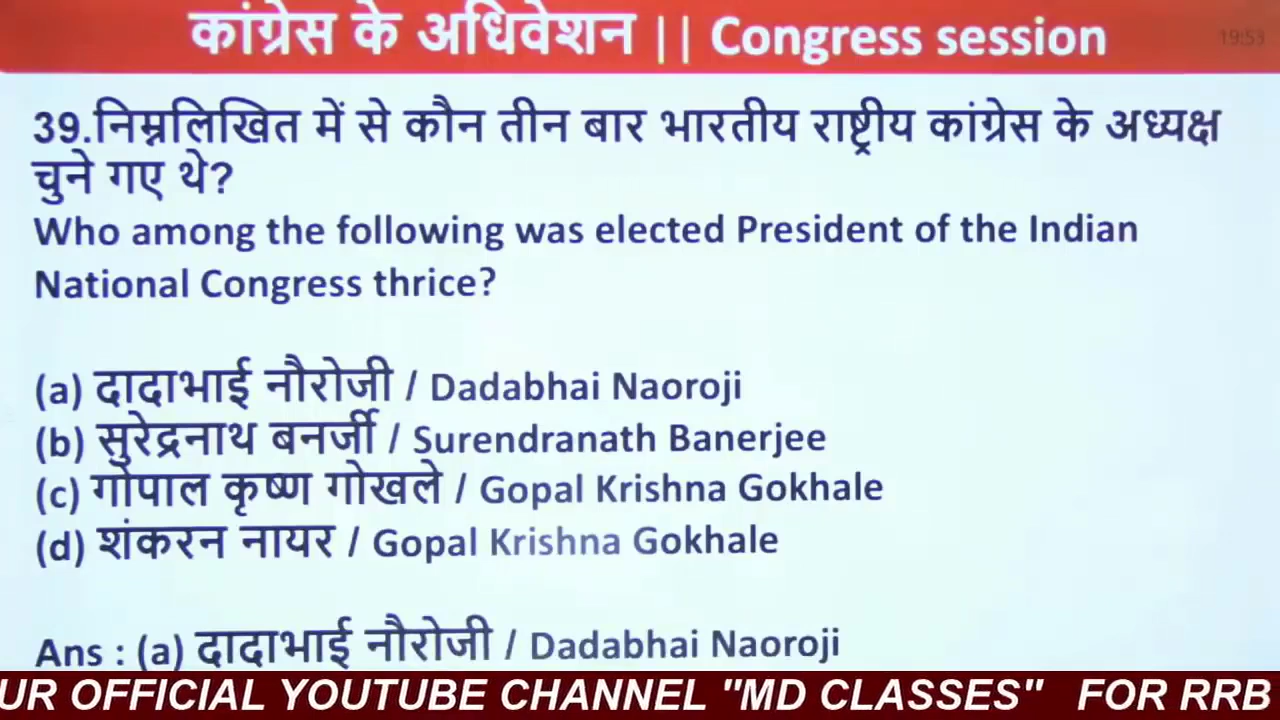 कांग्रेस के अधिवेशन || Congress session
19:53
39.निम्नलिखित में से कौन तीन बार भारतीय राष्ट्रीय कांग्रेस के अध्यक्ष
चुने गए थे?
Who among the following was elected President of the Indian
National Congress thrice?
(a) दादाभाई नौरोजी / Dadabhai Naoroji
(b) सुरेद्रनाथ बनर्जी / Surendranath Banerjee
(c) गोपाल कृष्ण गोखले / Gopal Krishna Gokhale
(d) शंकरन नायर / Gopal Krishna Gokhale
Ans : (a) दादाभाई नौरोजी / Dadabhai Naoroji
UR OFFICIAL YOUTUBE CHANNEL "MD CLASSES" FOR RRB